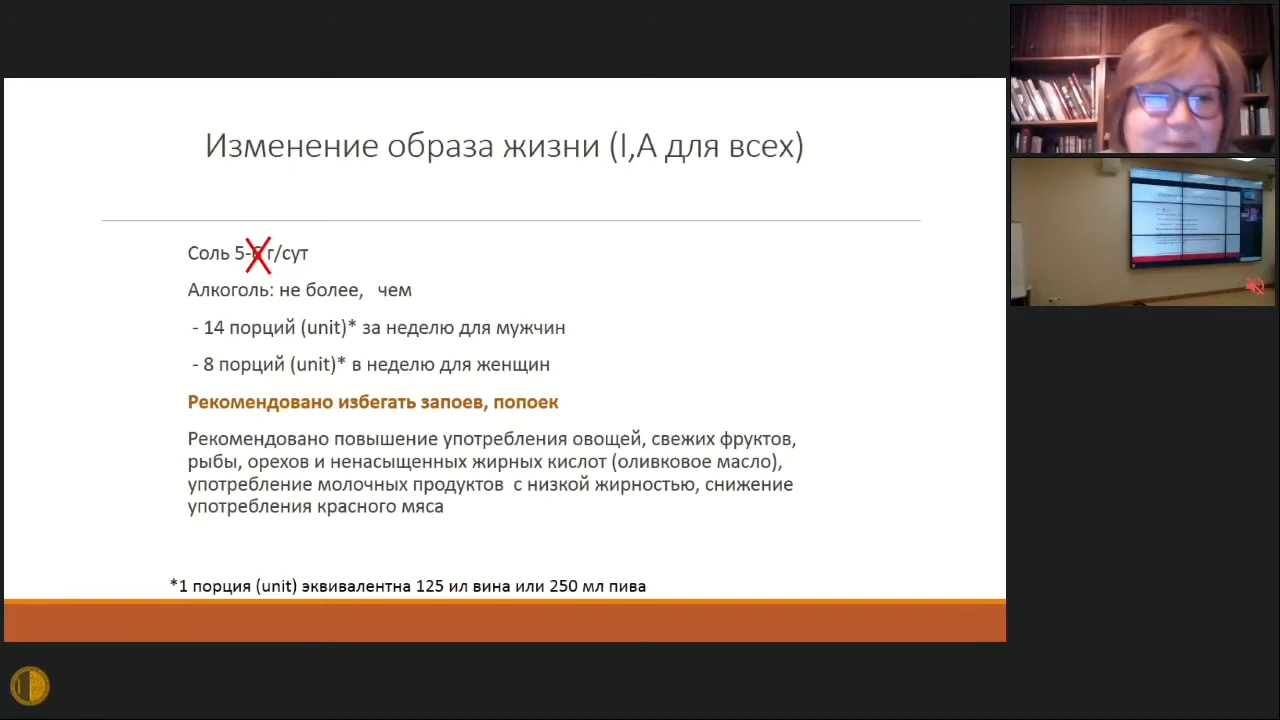 Изменение образа жизни (I,А для всех)
Соль 5-6 г/сут
Алкоголь: не более, чем
- 14 порций (unit)* за неделю для мужчин
- 8 порций (unit)* в неделю для женщин
Рекомендовано избегать запоев, попоек
Рекомендовано повышение употребления овощей, свежих фруктов,
рыбы, орехов и ненасыщенных жирных кислот (оливковое масло),
употребление молочных продуктов с низкой жирностью, снижение
употребления красного мяса
*1 порция (unit) эквивалентна 125 ил вина или 250 мл пива